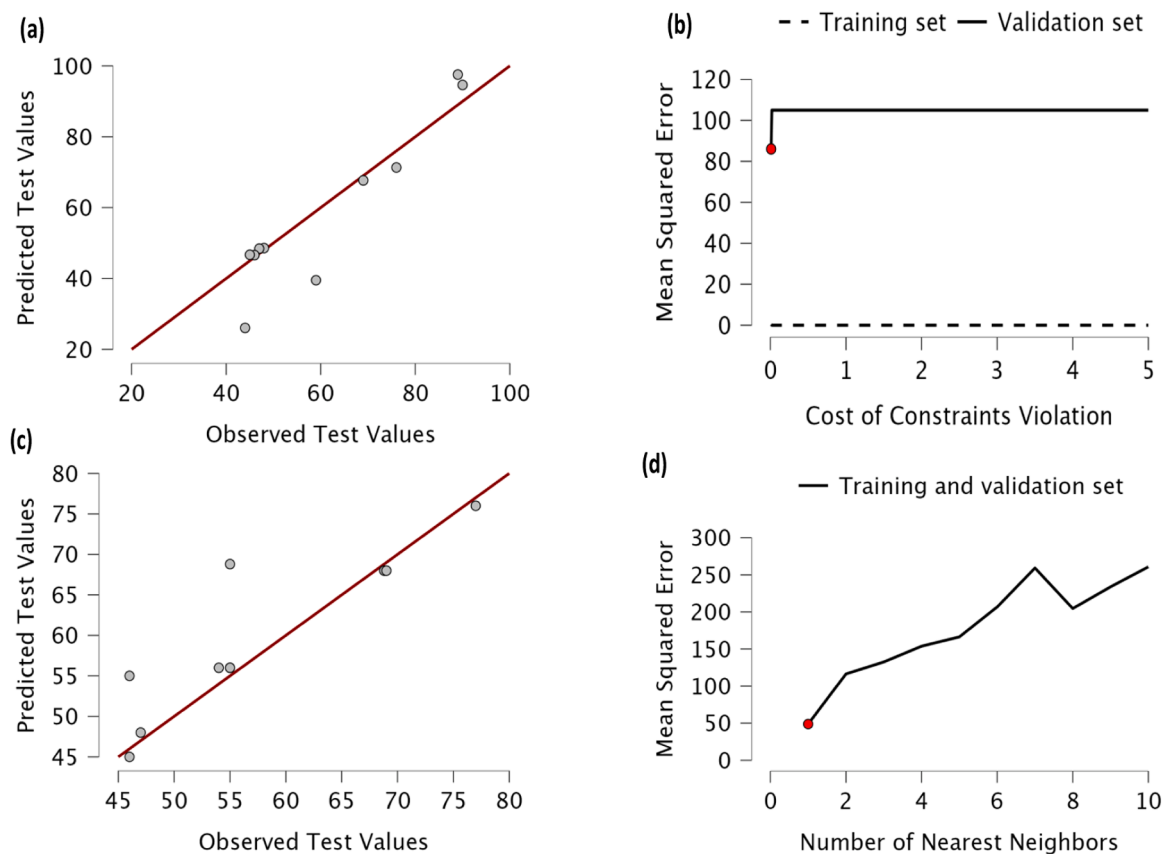 (a)
Predicted Test Values
100
80
60
40
20
20 40 60 80 100
Observed Test Values
(b)
Training set Validation set
Mean Squared Error
120
100
80
60
40
20
0
0 1 2 3 4 5
Cost of Constraints Violation
(c)
Predicted Test Values
80
75
70
65
60
55
50
45
45 50 55 60 65 70 75 80
Observed Test Values
(d)
Training and validation set
Mean Squared Error
300
250
200
150
100
50
0
0 2 4 6 8 10
Number of Nearest Neighbors